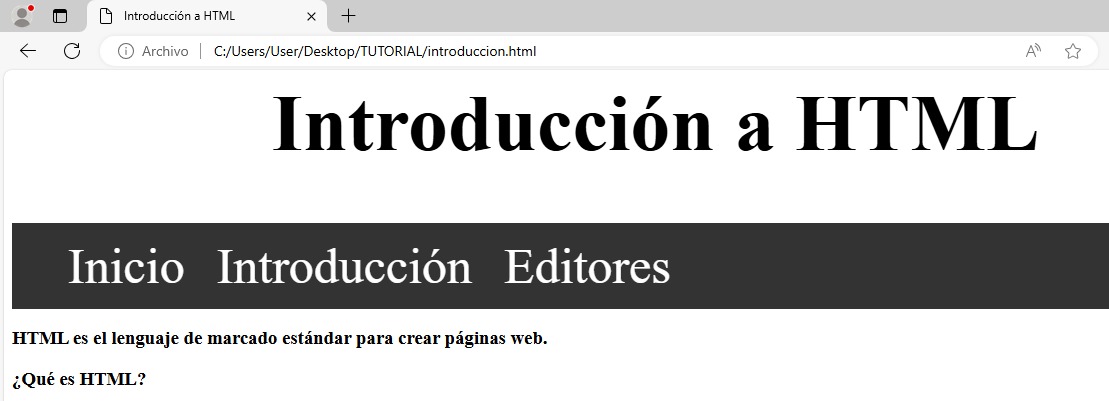 Introducción a HTML
Archivo C:/Users/User/Desktop/TUTORIAL/introduccion.html
Introducción a HTML
Inicio Introducción Editores
HTML es el lenguaje de marcado estándar para crear páginas web.
¿Qué es HTML?